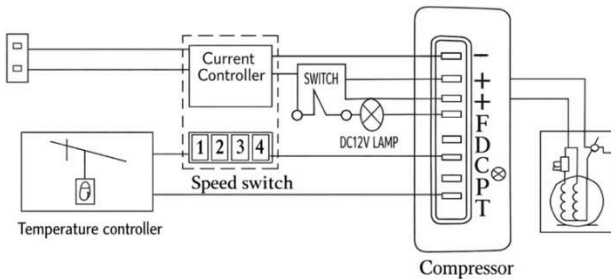 Current
Controller
SWITCH
DC12V LAMP
1 2 3 4
Speed switch
Temperature controller
−
+
+
F
D
C
P
T
Compressor